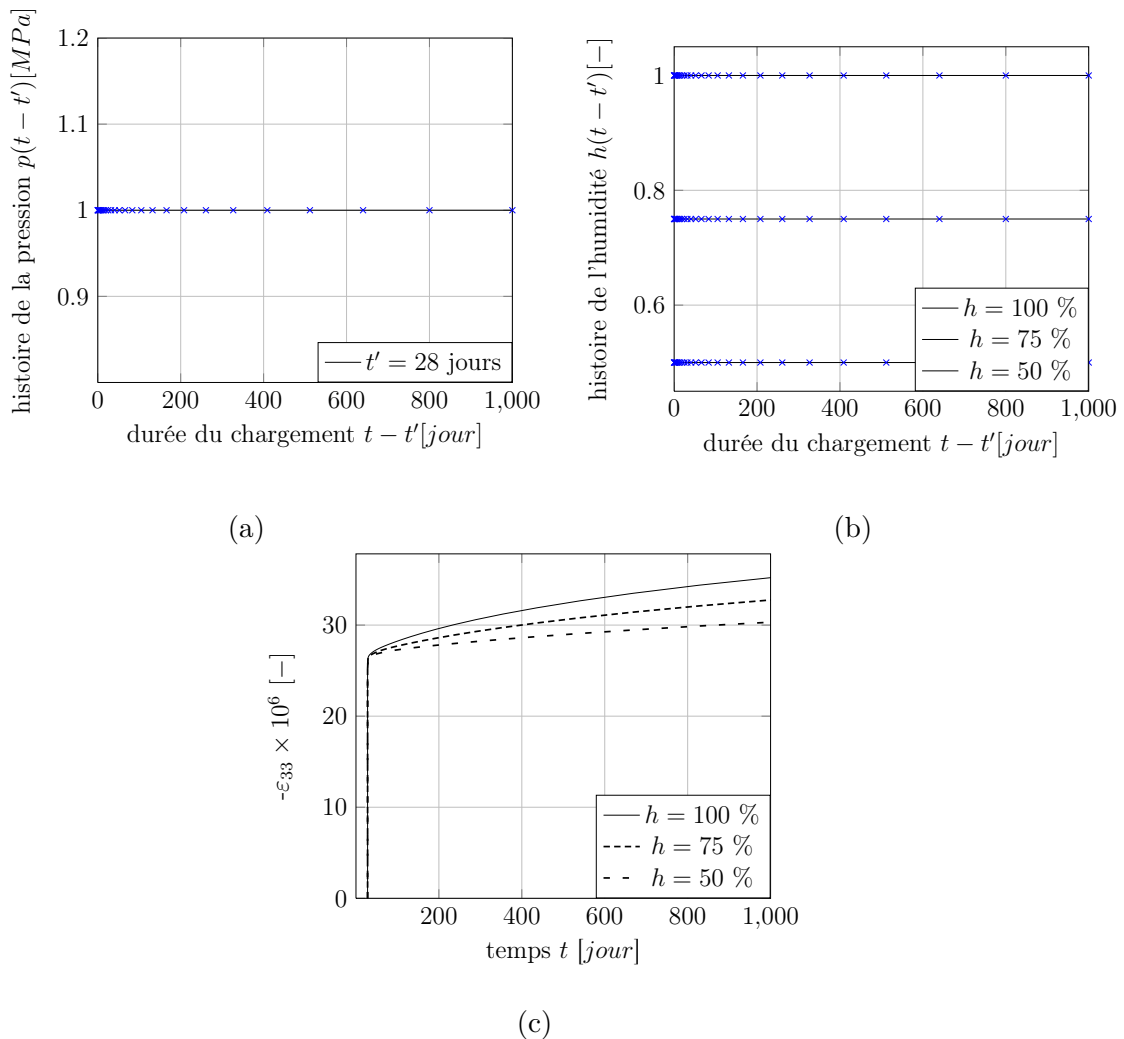 histoire de la pression p(t − t′)[MPa]
1.2
1.1
1
0.9
0
200
400
600
800
1,000
durée du chargement t − t′[jour]
t′ = 28 jours
(a)
histoire de l'humidité h(t − t′)[−]
1
0.8
0.6
0
200
400
600
800
1,000
durée du chargement t − t′[jour]
h = 100 %
h = 75 %
h = 50 %
(b)
-ε₃₃ × 10⁶ [−]
30
20
10
0
200
400
600
800
1,000
temps t [jour]
h = 100 %
h = 75 %
h = 50 %
(c)